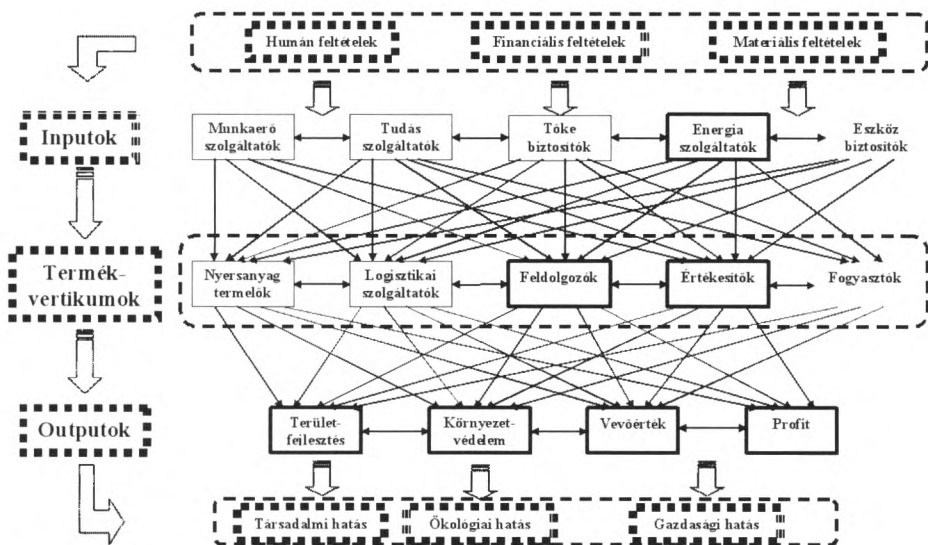 Humán feltételek
Financiális feltételek
Materiális feltételek
Inputok
Munkaerő
szolgáltatók
Tudás
szolgáltatók
Tőke
biztosítók
Energia
szolgáltatók
Eszköz
biztosítók
Termék-
vertikumok
Nyersanyag
termelők
Logisztikai
szolgáltatók
Feldolgozók
Értékesítők
Fogyasztók
Outputok
Terület-
fejlesztés
Környezet-
védelem
Vevőérték
Profit
Társadalmi hatás
Ökológiai hatás
Gazdasági hatás